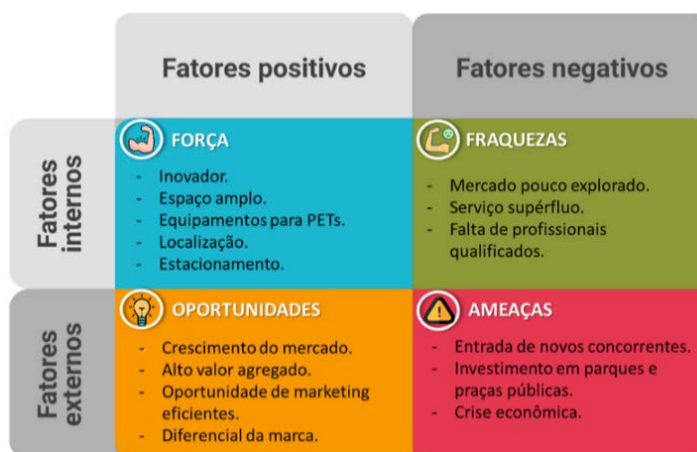 Fatores positivos
Fatores negativos
Fatores
internos
FORÇA
- Inovador.
- Espaço amplo.
- Equipamentos para PETs.
- Localização.
- Estacionamento.
FRAQUEZAS
- Mercado pouco explorado.
- Serviço supérfluo.
- Falta de profissionais
qualificados.
Fatores
externos
OPORTUNIDADES
- Crescimento do mercado.
- Alto valor agregado.
- Oportunidade de marketing
eficientes.
- Diferencial da marca.
AMEAÇAS
- Entrada de novos concorrentes.
- Investimento em parques e
praças públicas.
- Crise econômica.